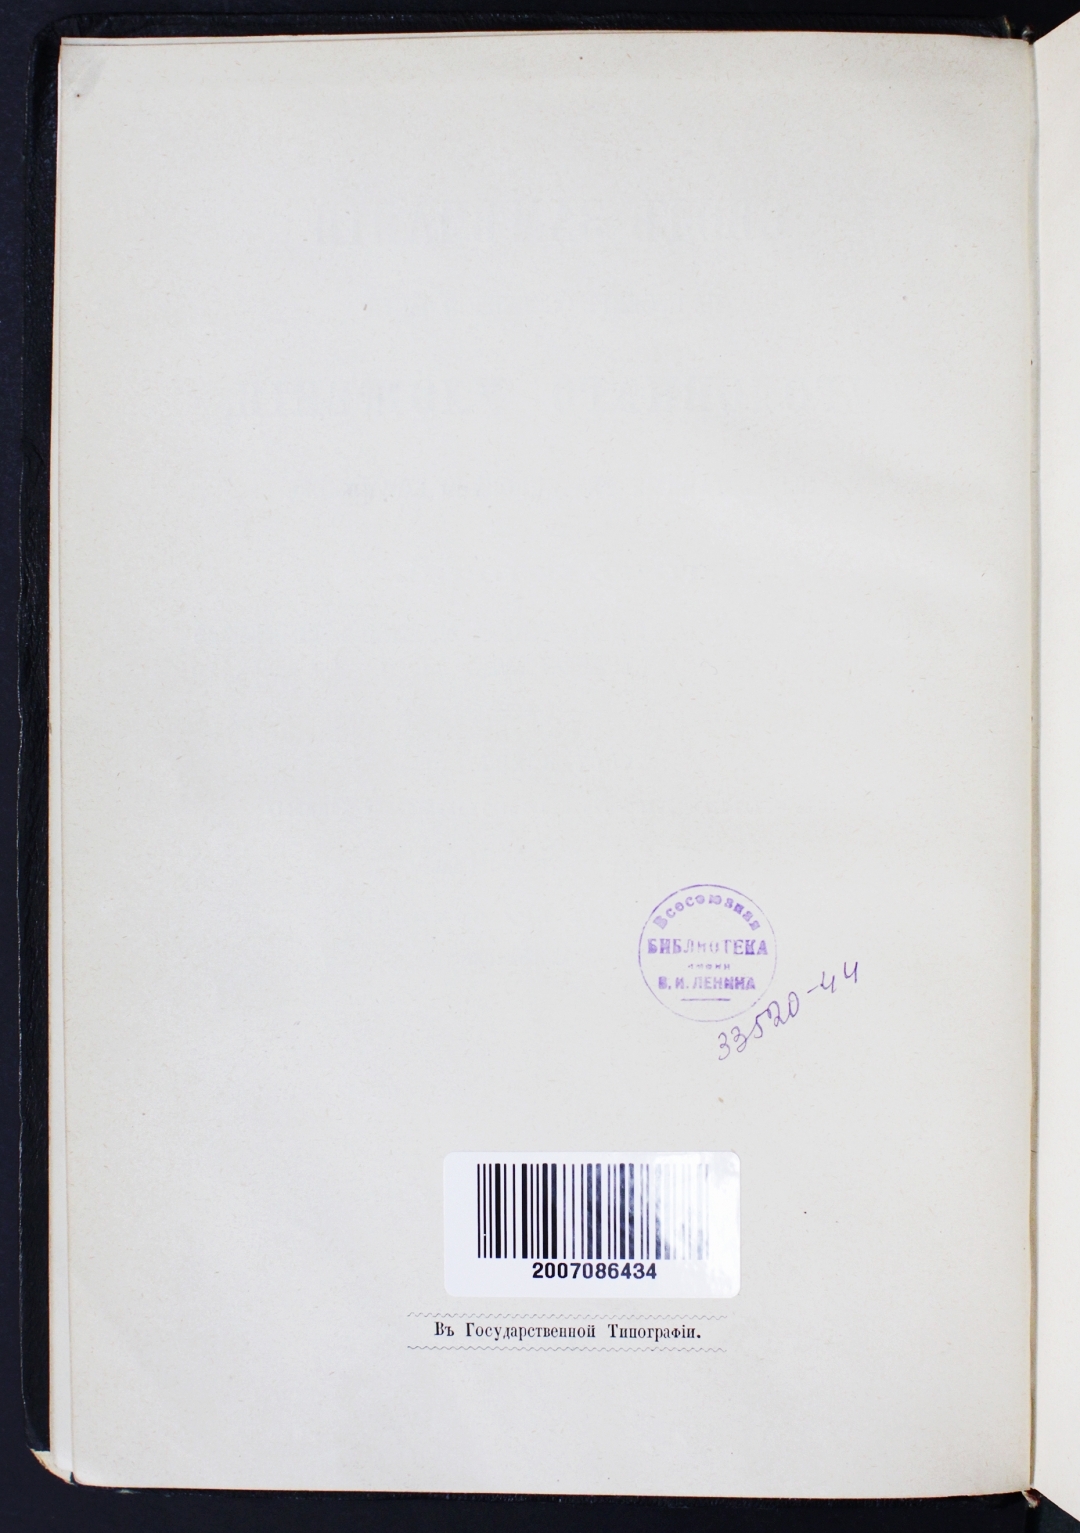 Всесоюзная
БИБЛИОТЕКА
имени
В. И. ЛЕНИНА
33520-44
2007086434
Въ Государственной Типографіи.